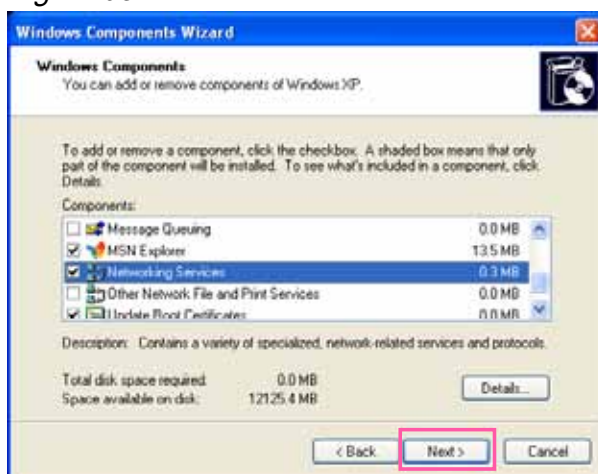 Windows Components Wizard
Windows Components
You can add or remove components of Windows XP.
To add or remove a component, click the checkbox. A shaded box means that only
part of the component will be installed. To see what's included in a component, click
Details.
Components:
Message Queuing 0.0 MB
MSN Explorer 13.5 MB
Networking Services 0.3 MB
Other Network File and Print Services 0.0 MB
Update Root Certificates 0.0 MB
Description: Contains a variety of specialized, network-related services and protocols.
Total disk space required: 0.0 MB
Space available on disk: 12125.4 MB
Details...
< Back Next > Cancel